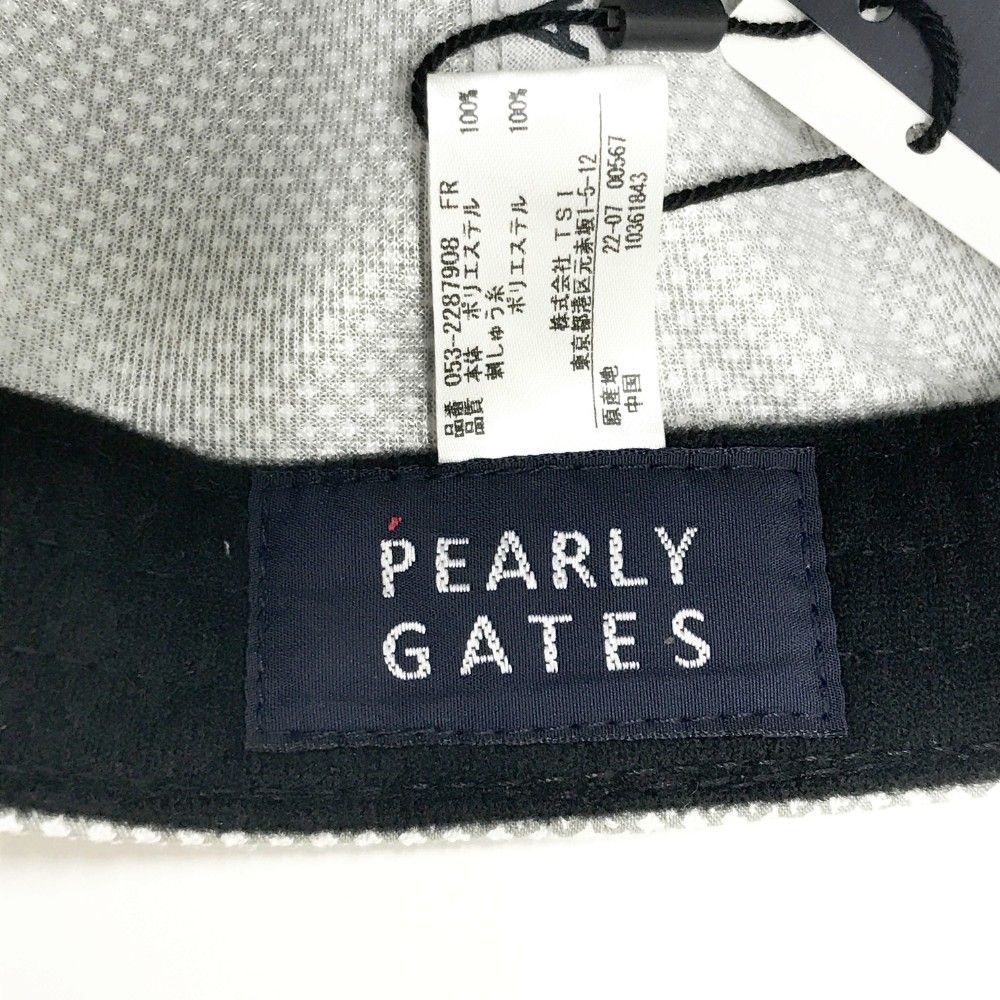 品番 053-2287908 FR
品質 本体 ポリエステル 100%
刺しゅう糸
ポリエステル 100%
株式会社 TSI
東京都港区元赤坂1-5-12
原産地 22-07 00567
中国 10361843
PEARLY
GATES